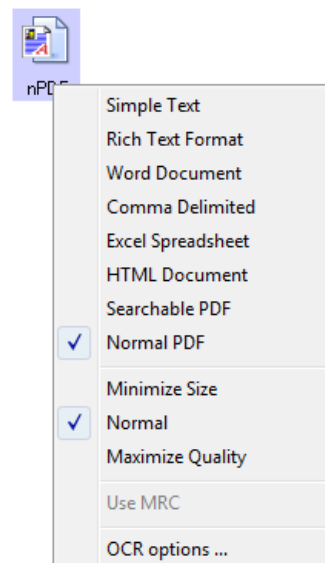 nPDF
Simple Text
Rich Text Format
Word Document
Comma Delimited
Excel Spreadsheet
HTML Document
Searchable PDF
Normal PDF
Minimize Size
Normal
Maximize Quality
Use MRC
OCR options ...